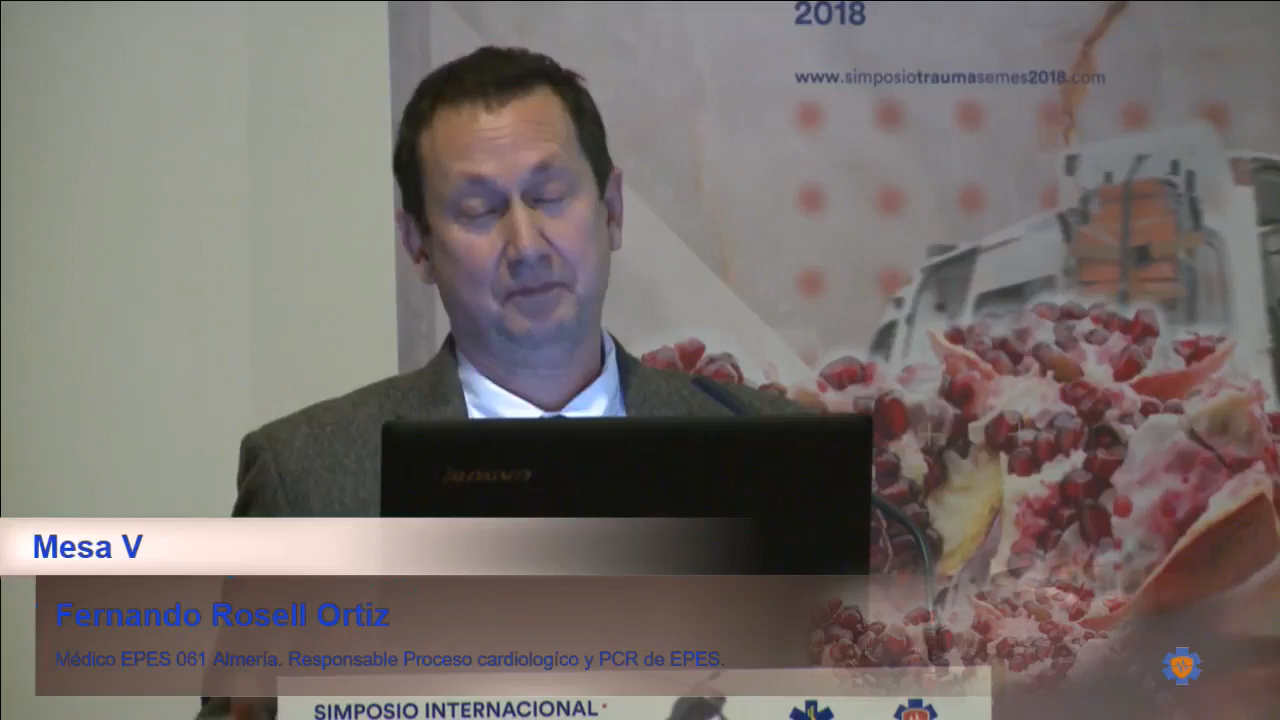 2018
www.simposiotraumasemes2018.com
lenovo
Mesa V
Fernando Rosell Ortiz
Médico EPES 061 Almería. Responsable Proceso cardiologíco y PCR de EPES.
SIMPOSIO INTERNACIONAL